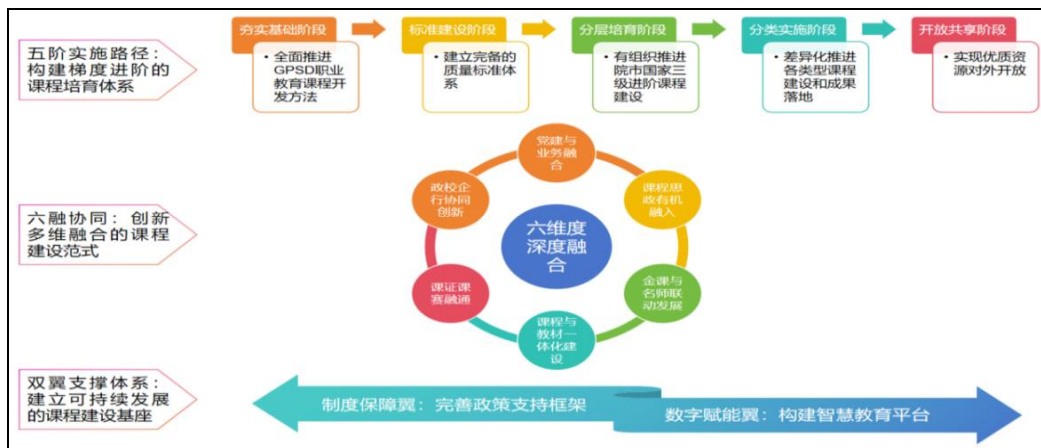 五阶实施路径：
构建梯度进阶的
课程培育体系
夯实基础阶段
• 全面推进
GPSD职业
教育课程开
发方法
标准建设阶段
• 建立完备的
质量标准体
系
分层培育阶段
• 有组织推进
院市国家三
级进阶课程
建设
分类实施阶段
• 差异化推进
各类型课程
建设和成果
落地
开放共享阶段
• 实现优质资
源对外开放
六融协同：创新
多维融合的课程
建设范式
党建与
业务融
合
课程思
政有机
融入
金课与
名师联
动发展
课程与
教材一
体化建
设
课证课
赛融通
政校企
行协同
创新
六维度
深度融
合
双翼支撑体系：
建立可持续发展
的课程建设基座
制度保障翼：完善政策支持框架
数字赋能翼：构建智慧教育平台